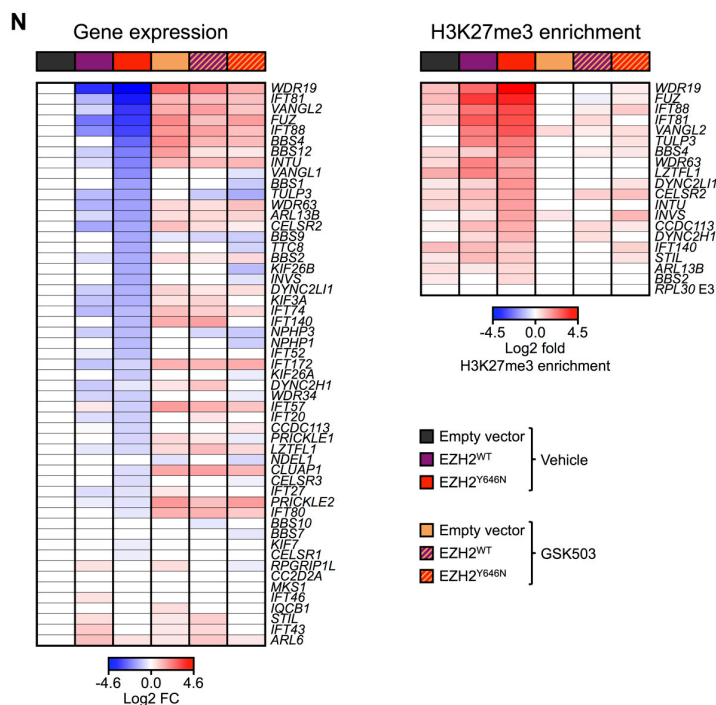 N
Gene expression
WDR19
IFT81
VANGL2
FUZ
IFT88
BBS4
BBS12
INTU
VANGL1
BBS1
TULP3
WDR63
ARL13B
CELSR2
BBS9
TTC8
BBS2
KIF26B
INVS
DYNC2LI1
KIF3A
IFT74
IFT140
NPHP3
NPHP1
IFT52
IFT172
KIF26A
DYNC2H1
WDR34
IFT57
IFT20
CCDC113
PRICKLE1
LZTFL1
NDEL1
CLUAP1
CELSR3
IFT27
PRICKLE2
IFT80
BBS10
BBS7
KIF7
CELSR1
RPGRIP1L
CC2D2A
MKS1
IFT46
IQCB1
STIL
IFT43
ARL6
-4.6 0.0 4.6
Log2 FC
H3K27me3 enrichment
WDR19
FUZ
IFT88
IFT81
VANGL2
TULP3
BBS4
WDR63
LZTFL1
DYNC2LI1
CELSR2
INTU
INVS
CCDC113
DYNC2H1
IFT140
STIL
ARL13B
BBS2
RPL30 E3
-4.5 0.0 4.5
Log2 fold
H3K27me3 enrichment
Empty vector
EZH2WT
EZH2Y646N
Vehicle
Empty vector
EZH2WT
EZH2Y646N
GSK503